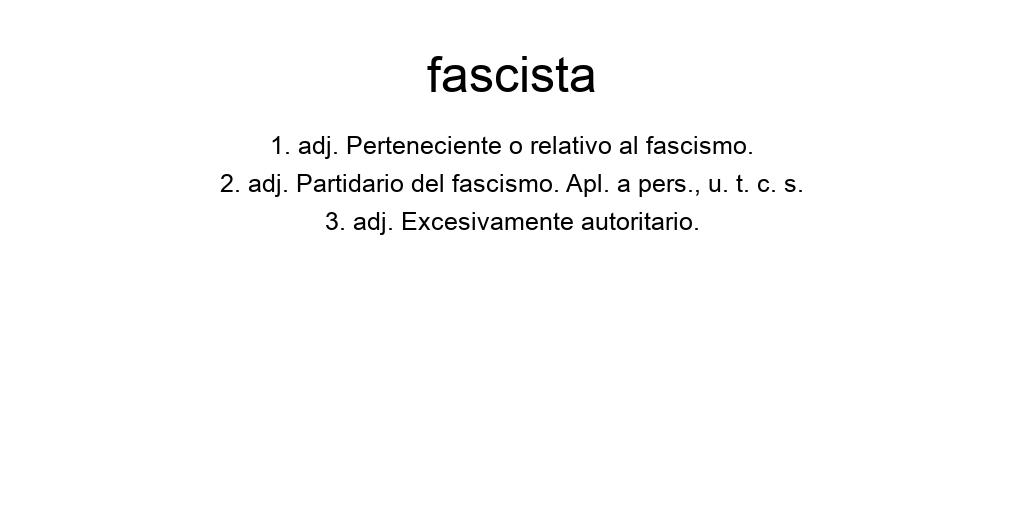 fascista
1. adj. Perteneciente o relativo al fascismo.
2. adj. Partidario del fascismo. Apl. a pers., u. t. c. s.
3. adj. Excesivamente autoritario.